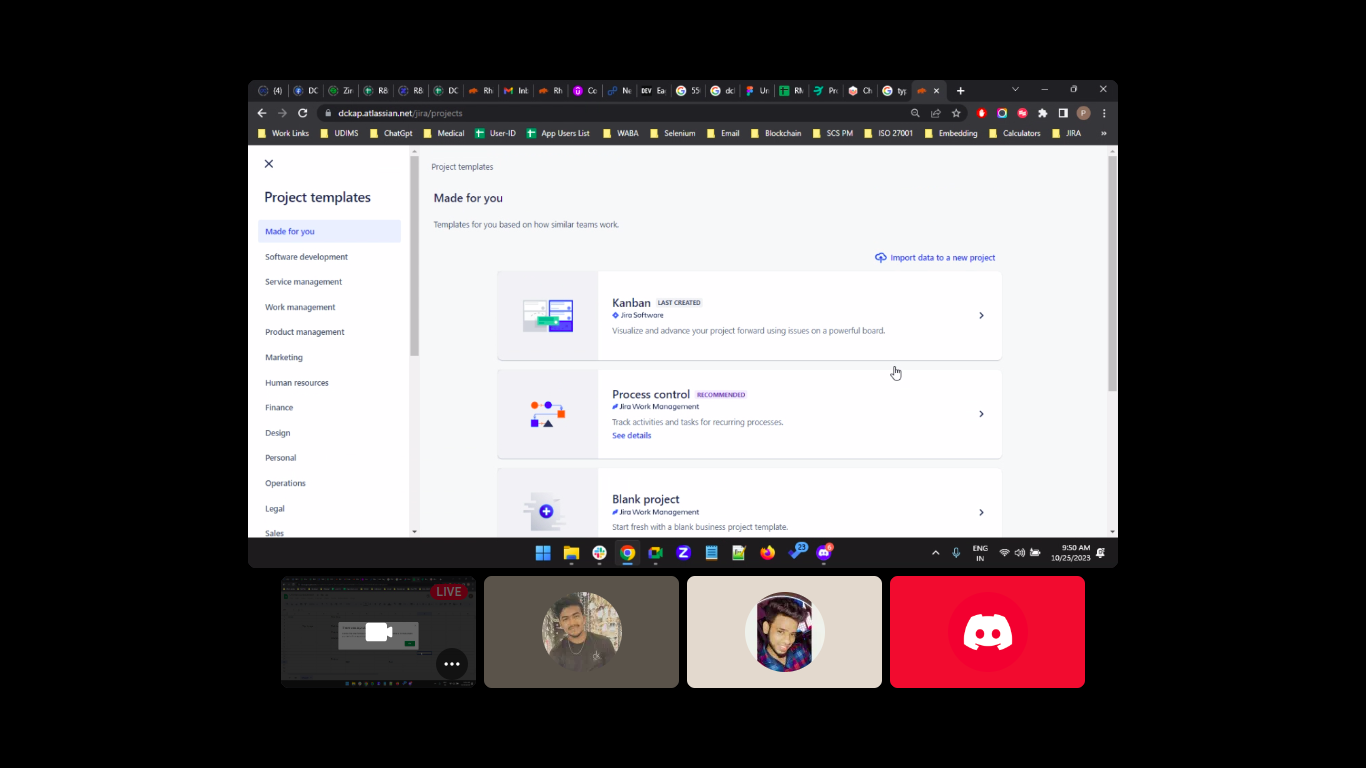 (4) DC Zi R& R& DC Rh Int Rh Co Ne DEV Ea 55 dcl Un RM Pr Ch typ
dckap.atlassian.net/jira/projects P
Work Links UDIMS ChatGpt Medical User-ID App Users List WABA Selenium Email Blockchain SCS PM ISO 27001 Embedding Calculators JIRA »
Project templates
Made for you
Software development
Service management
Work management
Product management
Marketing
Human resources
Finance
Design
Personal
Operations
Legal
Sales
Project templates
Made for you
Templates for you based on how similar teams work.
Import data to a new project
Kanban LAST CREATED
Jira Software
Visualize and advance your project forward using issues on a powerful board.
Process control RECOMMENDED
Jira Work Management
Track activities and tasks for recurring processes.
See details
Blank project
Jira Work Management
Start fresh with a blank business project template.
23
ENG
IN
9:50 AM
10/25/2023
LIVE